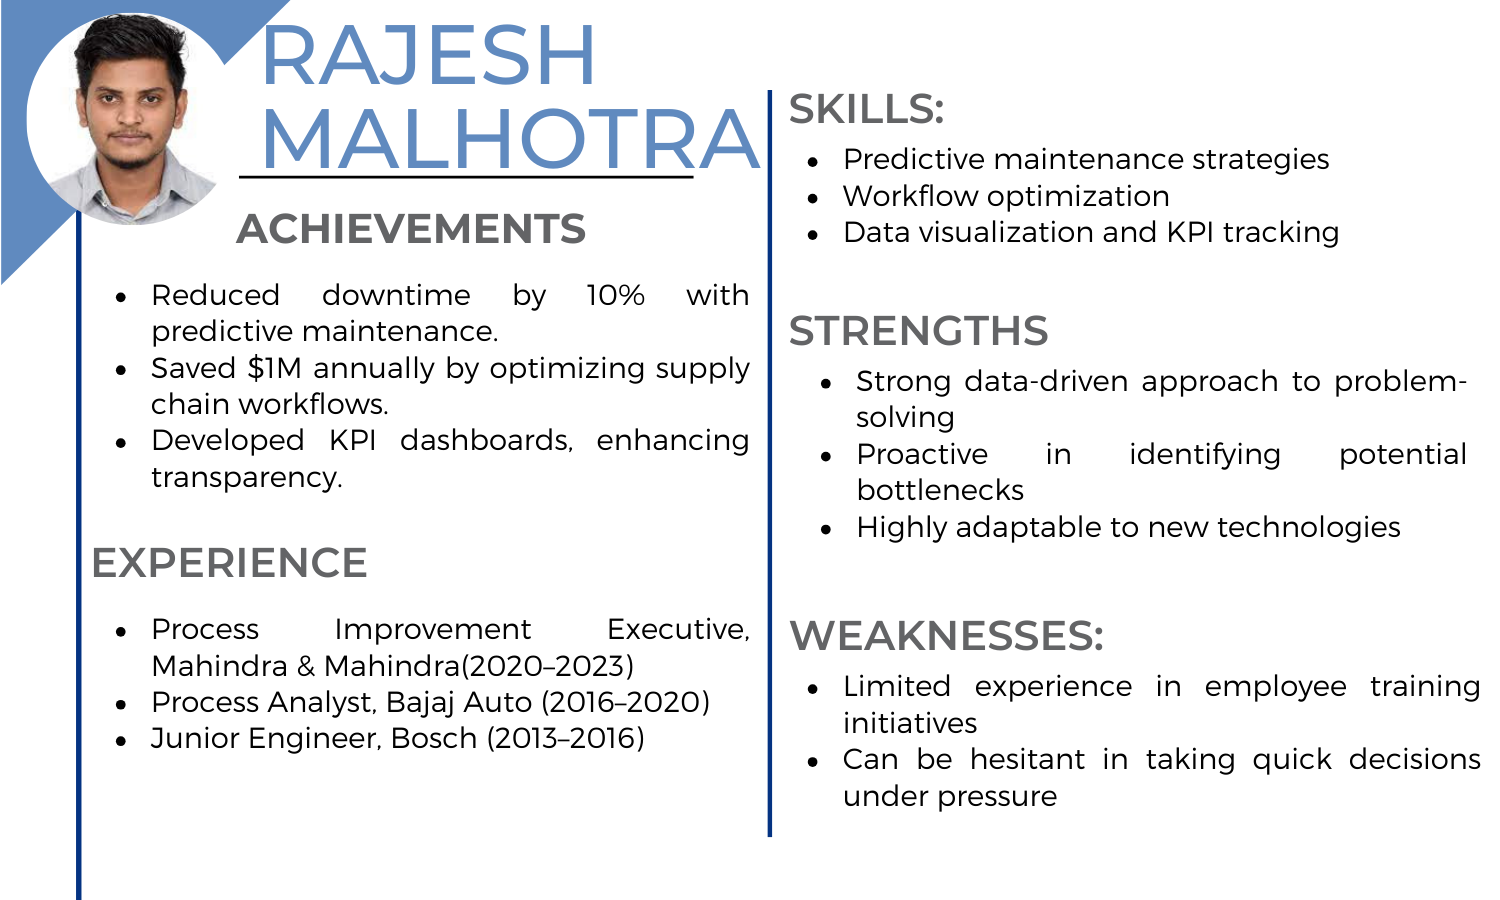 RAJESH
MALHOTRA
ACHIEVEMENTS
• Reduced downtime by 10% with
predictive maintenance.
• Saved $1M annually by optimizing supply
chain workflows.
• Developed KPI dashboards, enhancing
transparency.
EXPERIENCE
• Process Improvement Executive,
Mahindra & Mahindra(2020–2023)
• Process Analyst, Bajaj Auto (2016–2020)
• Junior Engineer, Bosch (2013–2016)
SKILLS:
• Predictive maintenance strategies
• Workflow optimization
• Data visualization and KPI tracking
STRENGTHS
• Strong data-driven approach to problem-
solving
• Proactive in identifying potential
bottlenecks
• Highly adaptable to new technologies
WEAKNESSES:
• Limited experience in employee training
initiatives
• Can be hesitant in taking quick decisions
under pressure